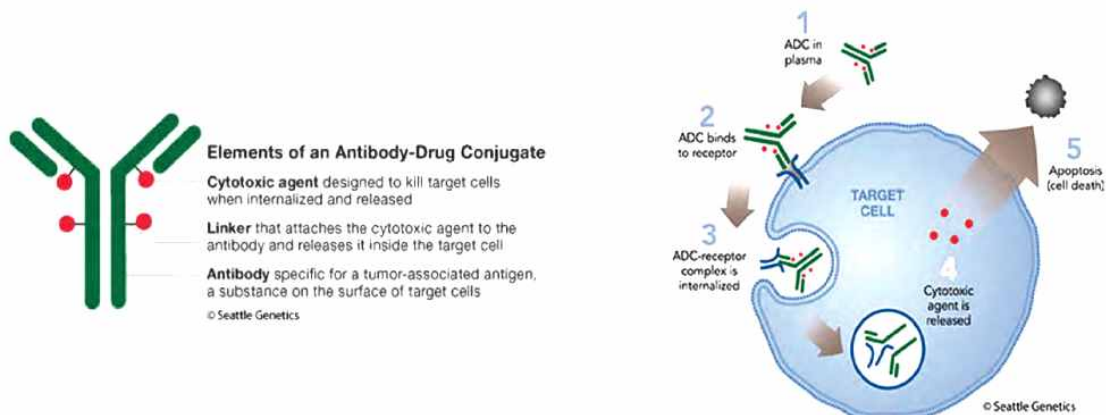 Elements of an Antibody-Drug Conjugate
Cytotoxic agent designed to kill target cells
when internalized and released
Linker that attaches the cytotoxic agent to the
antibody and releases it inside the target cell
Antibody specific for a tumor-associated antigen,
a substance on the surface of target cells
© Seattle Genetics
1
ADC in
plasma
2
ADC binds
to receptor
3
ADC-receptor
complex is
internalized
TARGET
CELL
4
Cytotoxic
agent is
released
5
Apoptosis
(cell death)
© Seattle Genetics